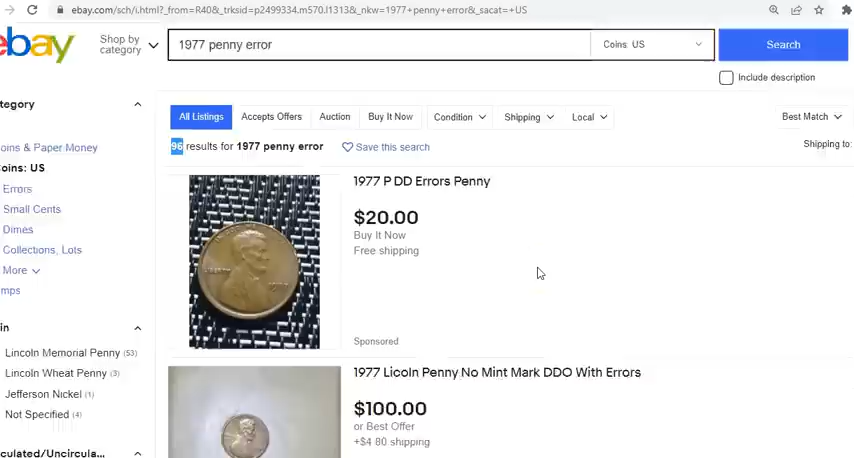 ebay.com/sch/i.html?_from=R40&_trksid=p2499334.m570.l1313&_nkw=1977+penny+error&_sacat=+US
ebay
Shop by
category
1977 penny error
Coins: US
Search
Include description
tegory
All Listings
Accepts Offers
Auction
Buy It Now
Condition
Shipping
Local
Best Match
96 results for 1977 penny error
Save this search
Shipping to:
oins & Paper Money
oins: US
Errors
Small Cents
Dimes
Collections, Lots
More
mps
1977 P DD Errors Penny
$20.00
Buy It Now
Free shipping
Sponsored
in
Lincoln Memorial Penny (53)
Lincoln Wheat Penny (3)
Jefferson Nickel (1)
Not Specified (4)
culated/Uncircula...
1977 Licoln Penny No Mint Mark DDO With Errors
$100.00
or Best Offer
+$4 80 shipping